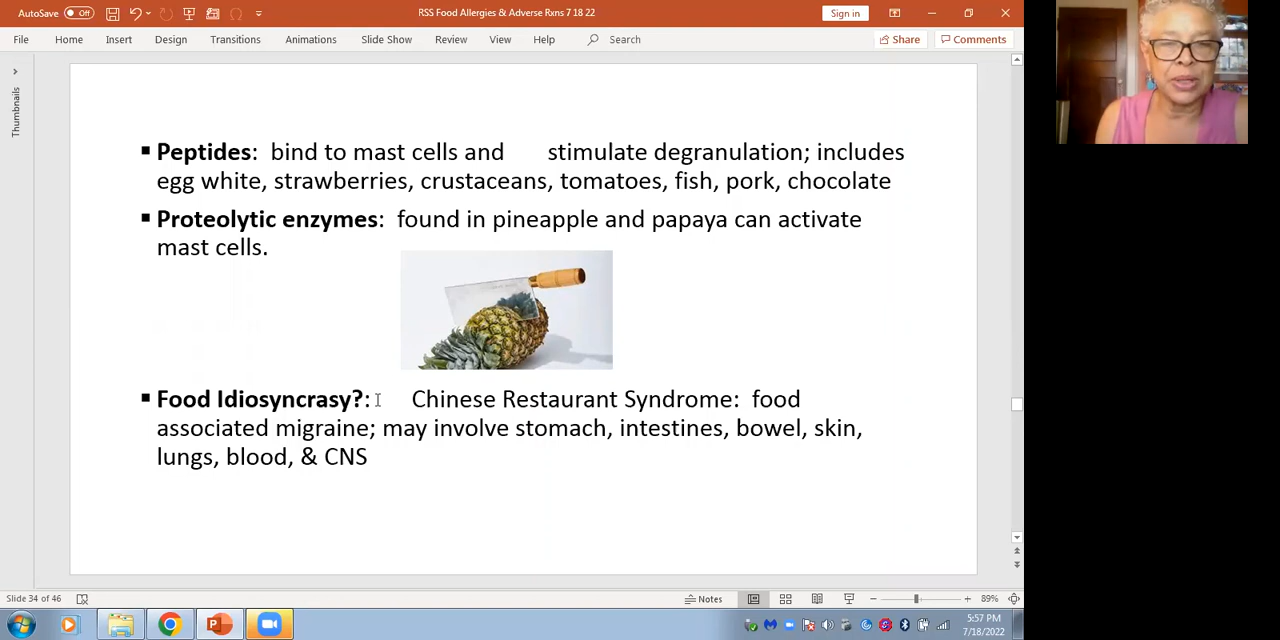 AutoSave Off RSS Food Allergies & Adverse Rxns 7 18 22 Sign in
File Home Insert Design Transitions Animations Slide Show Review View Help Search Share Comments
Thumbnails
▪ Peptides: bind to mast cells and stimulate degranulation; includes
egg white, strawberries, crustaceans, tomatoes, fish, pork, chocolate
▪ Proteolytic enzymes: found in pineapple and papaya can activate
mast cells.
▪ Food Idiosyncrasy?: Chinese Restaurant Syndrome: food
associated migraine; may involve stomach, intestines, bowel, skin,
lungs, blood, & CNS
Slide 34 of 46 Notes 89%
5:57 PM
7/18/2022